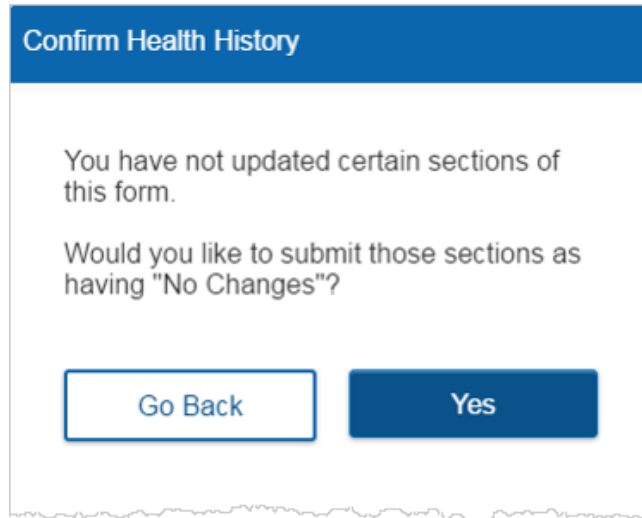 Confirm Health History
You have not updated certain sections of
this form.
Would you like to submit those sections as
having "No Changes"?
Go Back
Yes